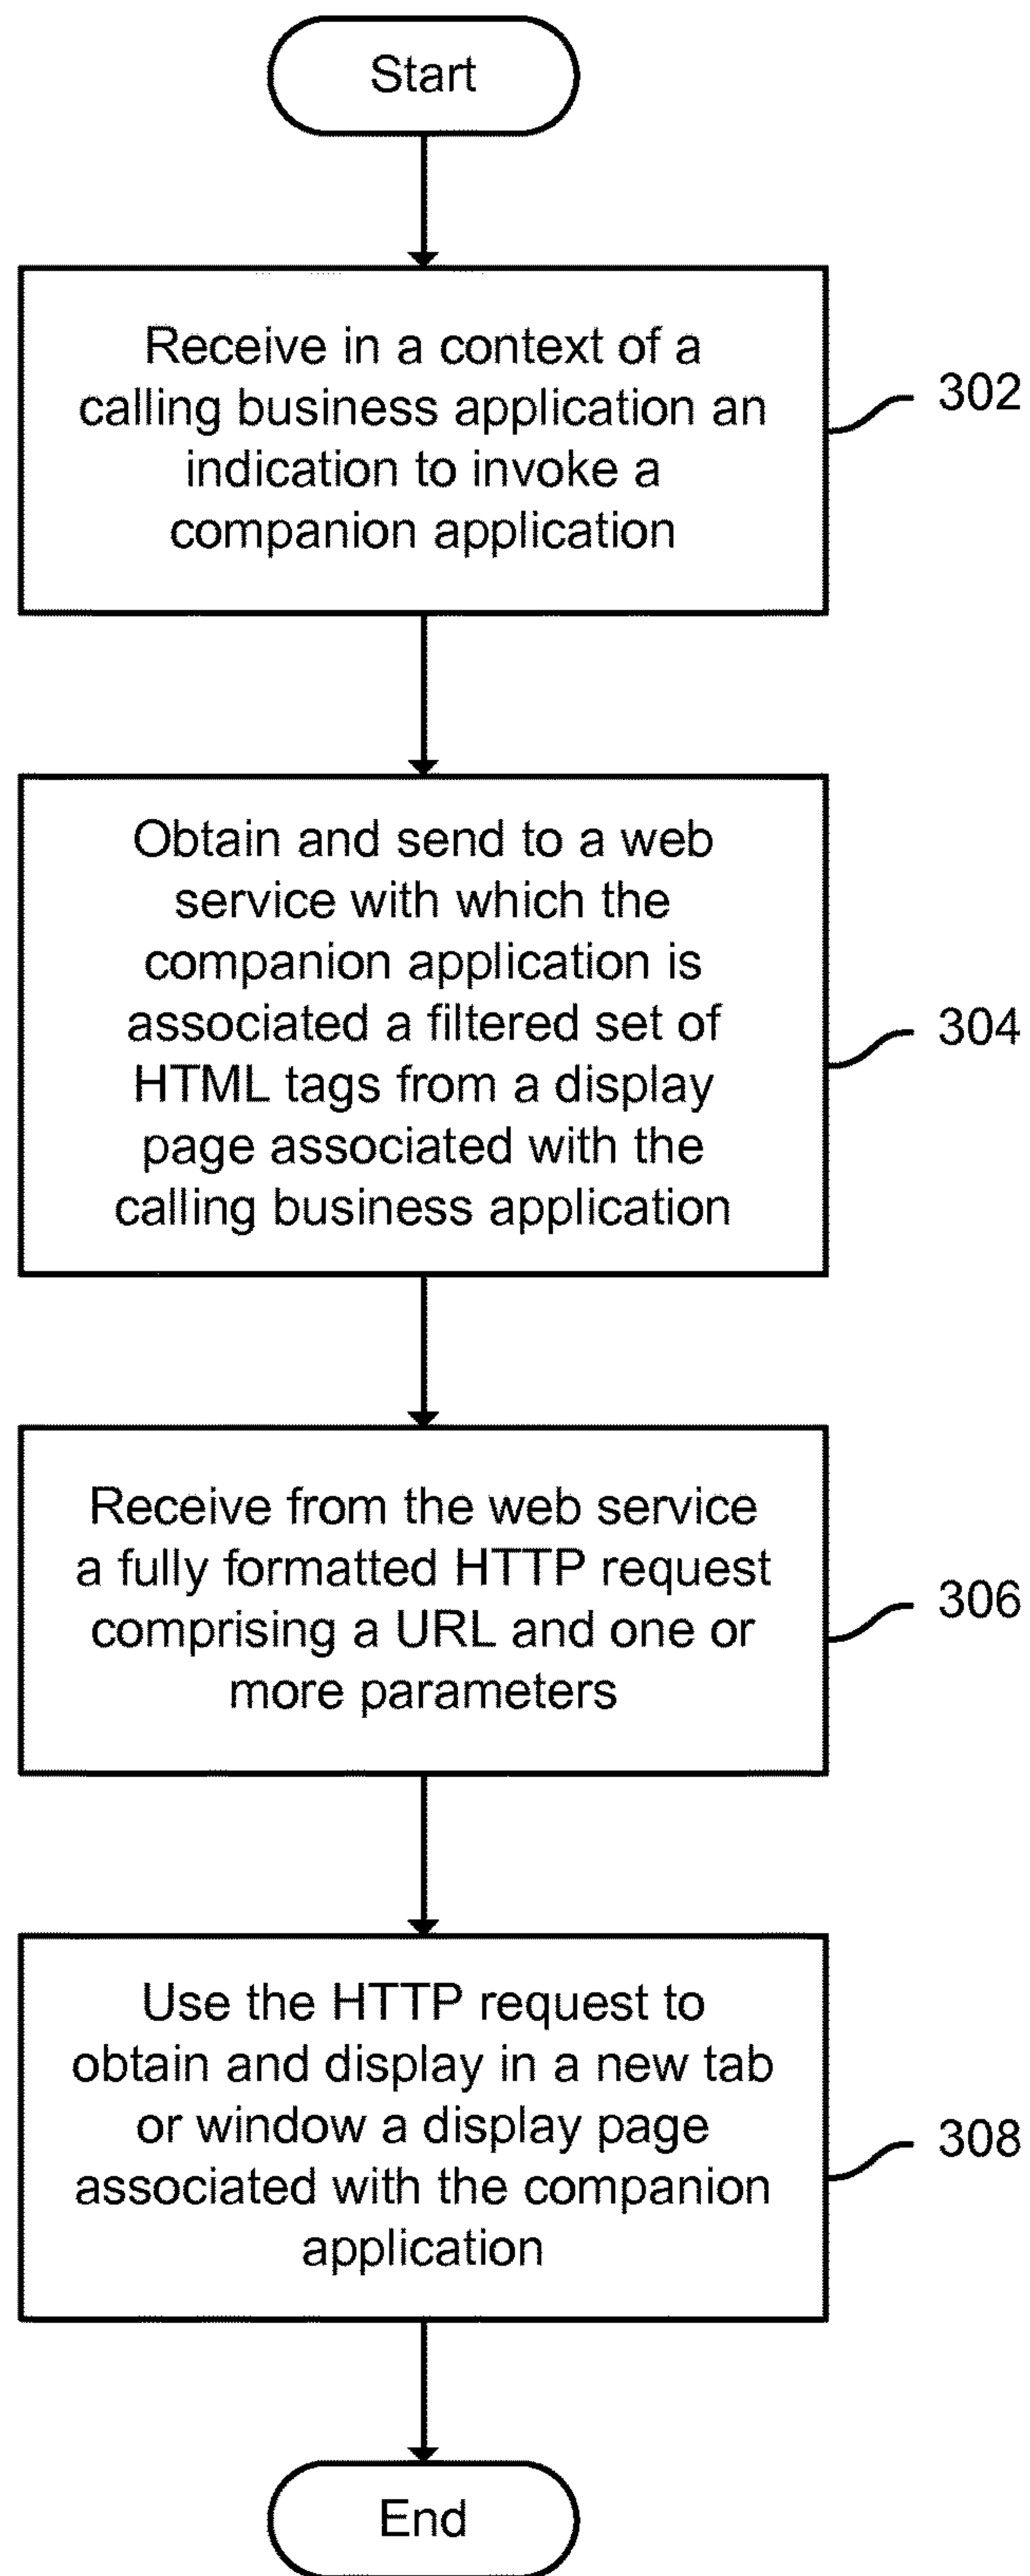 Start
Receive in a context of a
calling business application an
indication to invoke a
companion application
302
Obtain and send to a web
service with which the
companion application is
associated a filtered set of
HTML tags from a display
page associated with the
calling business application
304
Receive from the web service
a fully formatted HTTP request
comprising a URL and one or
more parameters
306
Use the HTTP request to
obtain and display in a new tab
or window a display page
associated with the companion
application
308
End